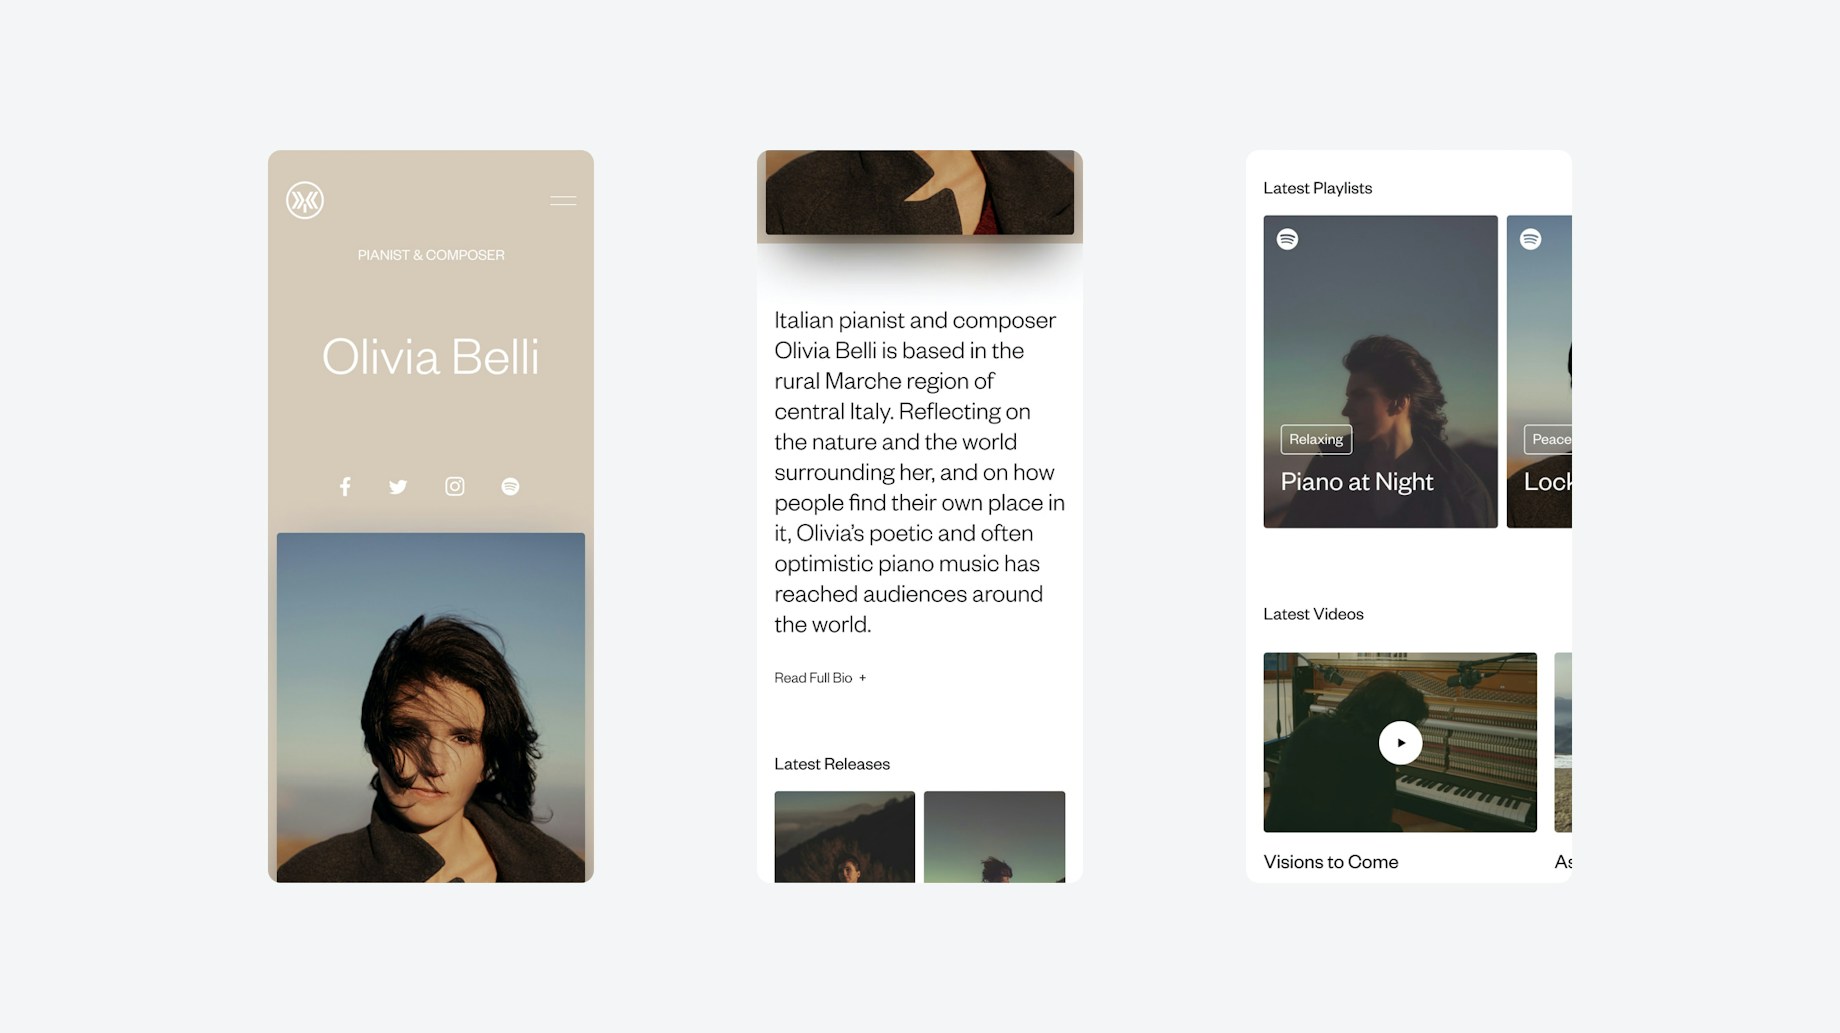 PIANIST & COMPOSER
Olivia Belli
Italian pianist and composer
Olivia Belli is based in the
rural Marche region of
central Italy. Reflecting on
the nature and the world
surrounding her, and on how
people find their own place in
it, Olivia’s poetic and often
optimistic piano music has
reached audiences around
the world.
Read Full Bio +
Latest Releases
Latest Playlists
Relaxing
Peace
Piano at Night
Lock
Latest Videos
Visions to Come
As